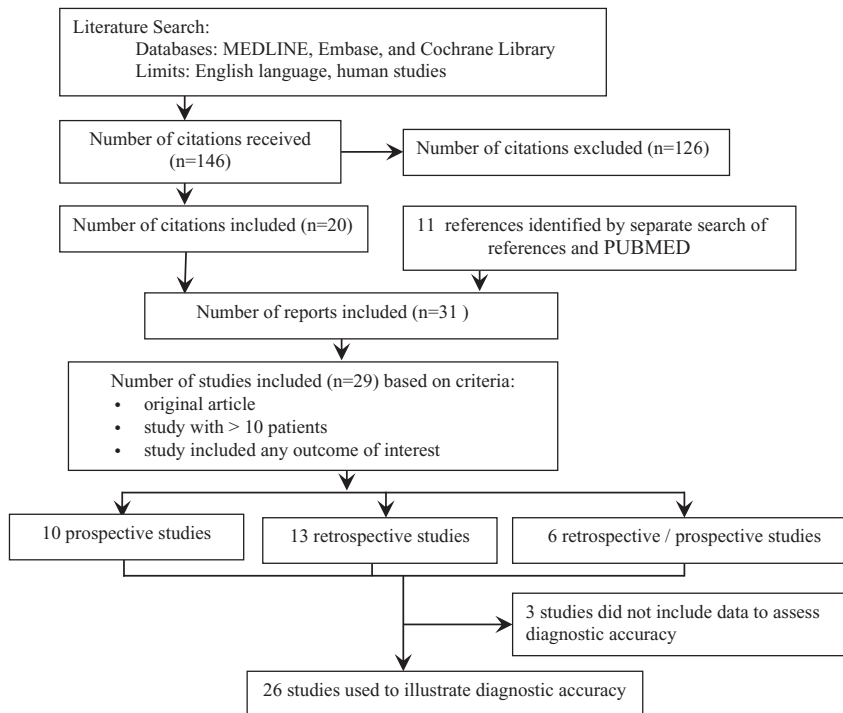 Literature Search:
Databases: MEDLINE, Embase, and Cochrane Library
Limits: English language, human studies
Number of citations received
(n=146)
Number of citations excluded (n=126)
Number of citations included (n=20)
11 references identified by separate search of
references and PUBMED
Number of reports included (n=31 )
Number of studies included (n=29) based on criteria:
• original article
• study with > 10 patients
• study included any outcome of interest
10 prospective studies
13 retrospective studies
6 retrospective / prospective studies
3 studies did not include data to assess
diagnostic accuracy
26 studies used to illustrate diagnostic accuracy